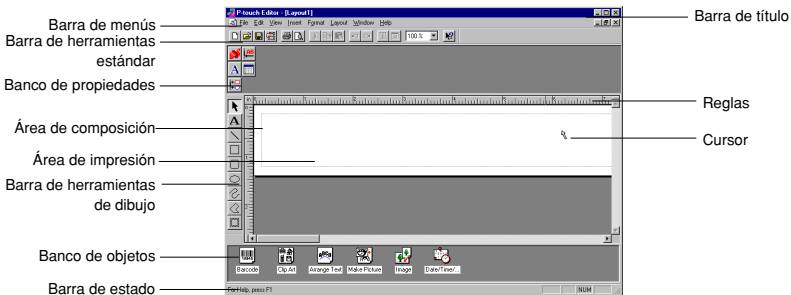 P-touch Editor - [Layout1]
File Edit View Insert Format Layout Window Help
100 %
Barra de menús
Barra de herramientas
estándar
Banco de propiedades
Área de composición
Área de impresión
Barra de herramientas
de dibujo
Banco de objetos
Barra de estado
Barra de título
Reglas
Cursor
Barcode
Clip Art
Arrange Text
Make Picture
Image
Date/Time/...
For Help, press F1
NUM